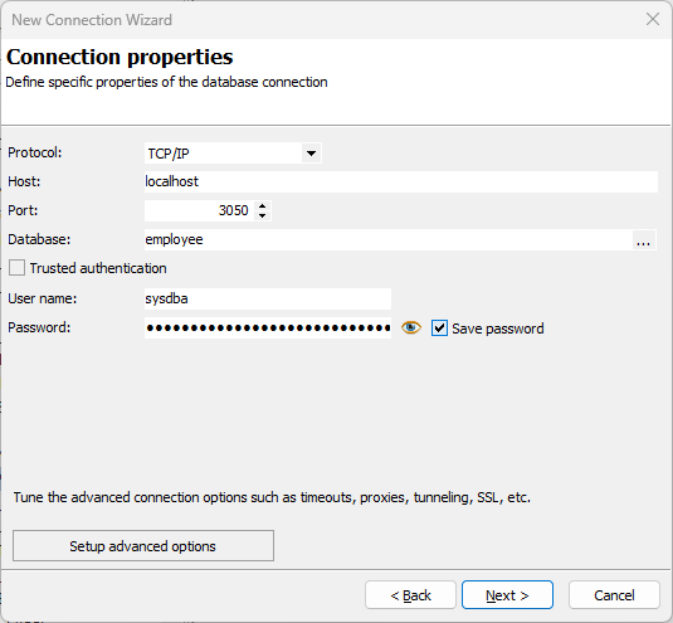 New Connection Wizard
Connection properties
Define specific properties of the database connection
Protocol: TCP/IP
Host: localhost
Port: 3050
Database: employee ...
Trusted authentication
User name: sysdba
Password: ●●●●●●●●●●●●●●●●●●●●●●●●●●●● Save password
Tune the advanced connection options such as timeouts, proxies, tunneling, SSL, etc.
Setup advanced options
< Back Next > Cancel